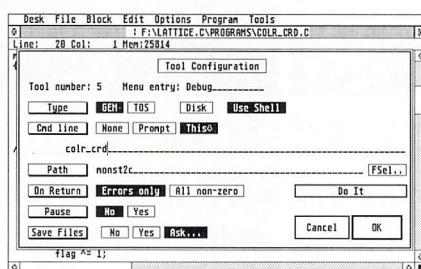 Desk File Block Edit Options Program Tools
F:\LATTICE.C\PROGRAMS\COLR_CRD.C
Line: 20 Col: 1 Mem:25814
Tool Configuration
Tool number: 5 Menu entry: Debug__________
Type GEM TOS Disk Use Shell
Cmd line None Prompt This
colr_crd
Path monst2c FSel..
On Return Errors only All non-zero Do It
Pause No Yes
Save Files No Yes Ask... Cancel OK
flag ^= 1;